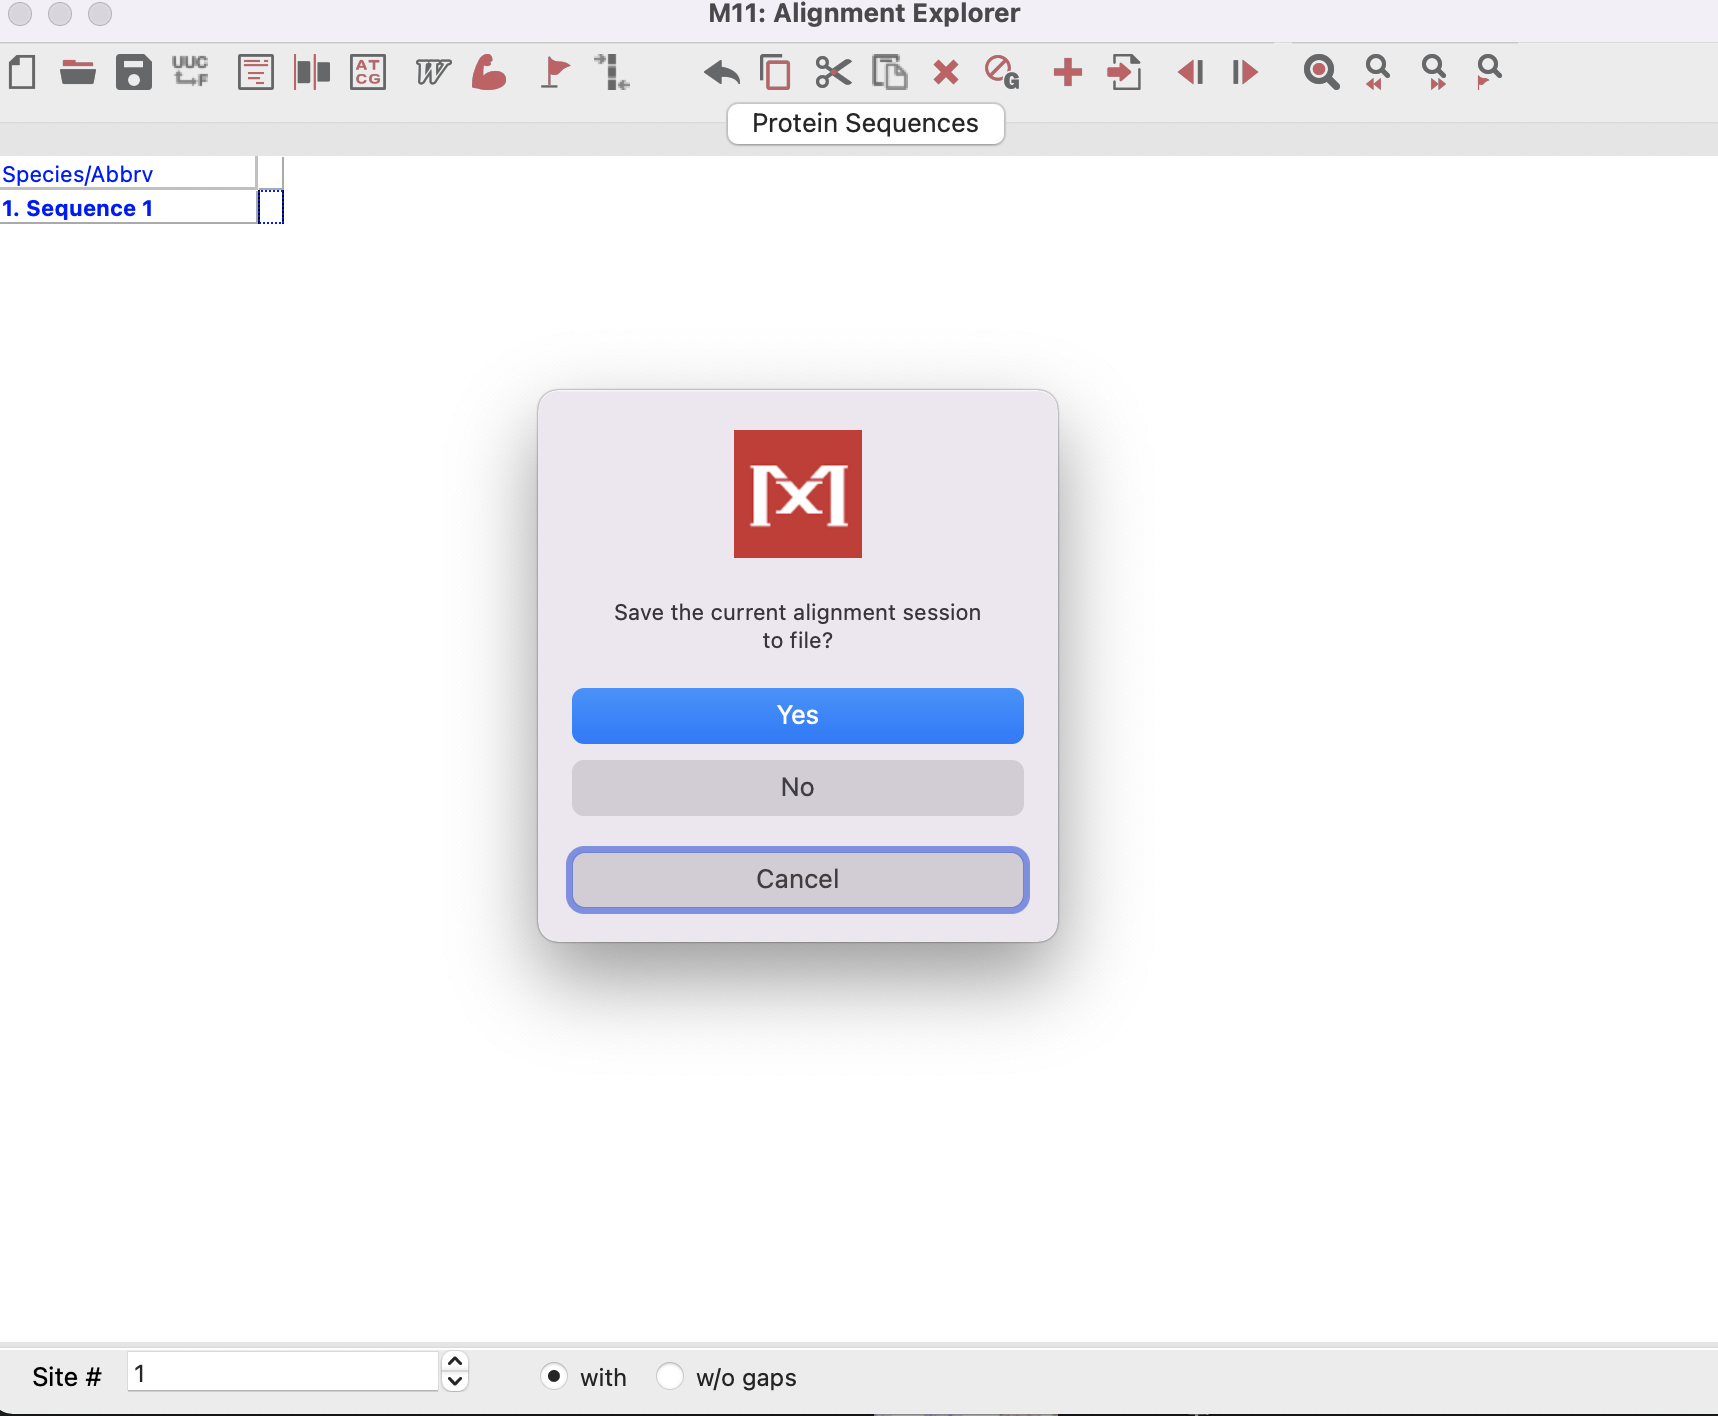 M11: Alignment Explorer
UUC
F
AT
CG
W
G
Protein Sequences
Species/Abbrv
1. Sequence 1
Save the current alignment session
to file?
Yes
No
Cancel
Site # 1 with w/o gaps